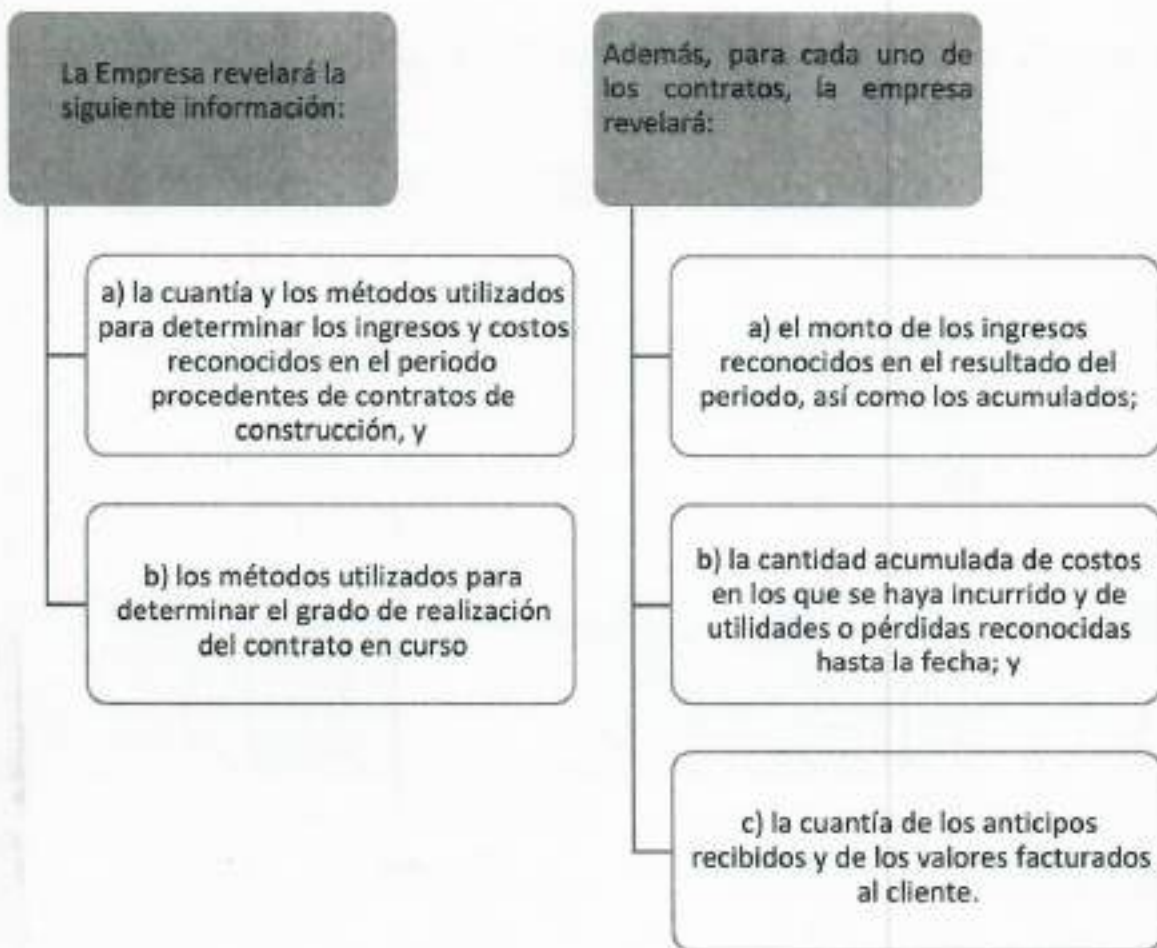 La Empresa revelará la
siguiente información:
a) la cuantía y los métodos utilizados
para determinar los ingresos y costos
reconocidos en el periodo
procedentes de contratos de
construcción, y
b) los métodos utilizados para
determinar el grado de realización
del contrato en curso
Además, para cada uno de
los contratos, la empresa
revelará:
a) el monto de los ingresos
reconocidos en el resultado del
periodo, así como los acumulados;
b) la cantidad acumulada de costos
en los que se haya incurrido y de
utilidades o pérdidas reconocidas
hasta la fecha; y
c) la cuantía de los anticipos
recibidos y de los valores facturados
al cliente.